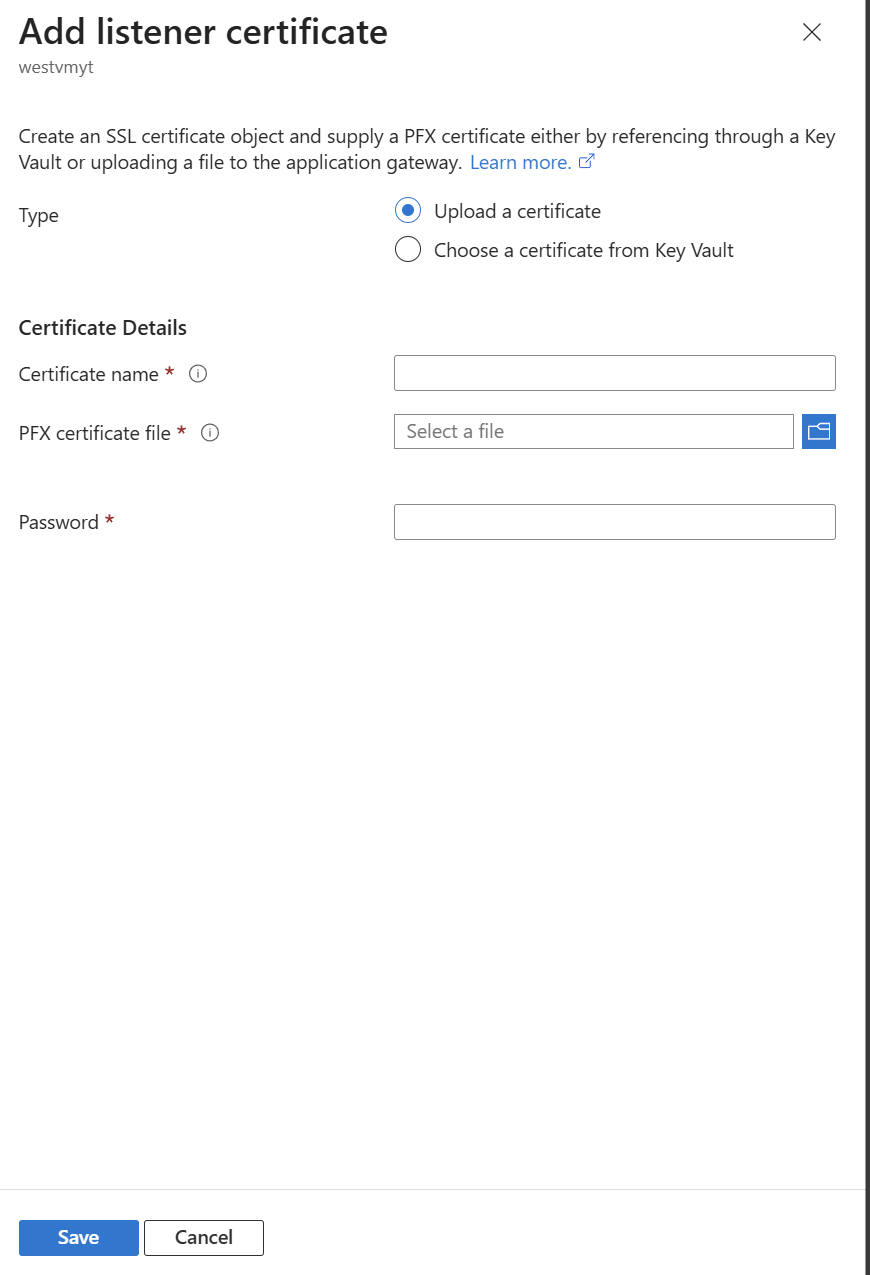 Add listener certificate
westvmyt
Create an SSL certificate object and supply a PFX certificate either by referencing through a Key
Vault or uploading a file to the application gateway. Learn more.
Type
Upload a certificate
Choose a certificate from Key Vault
Certificate Details
Certificate name *
PFX certificate file * Select a file
Password *
Save Cancel